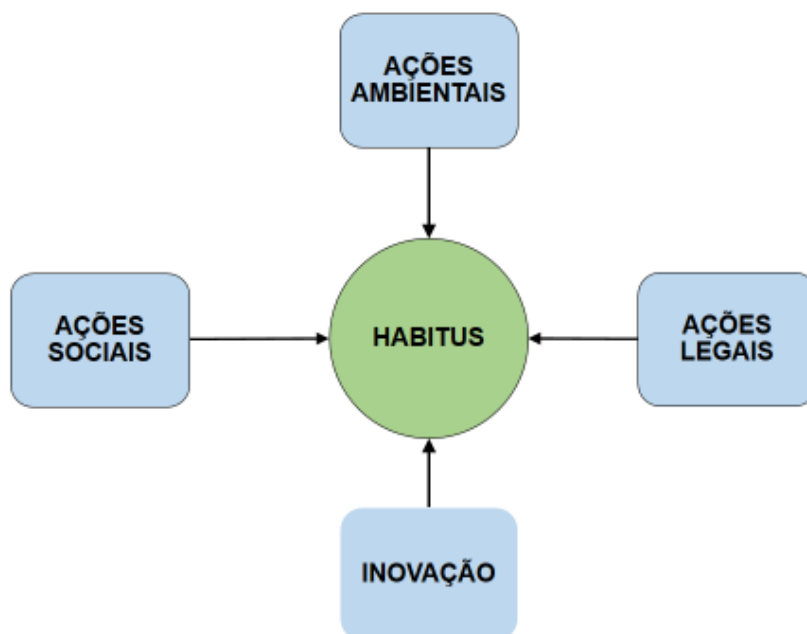 AÇÕES
AMBIENTAIS
AÇÕES
SOCIAIS
HABITUS
AÇÕES
LEGAIS
INOVAÇÃO